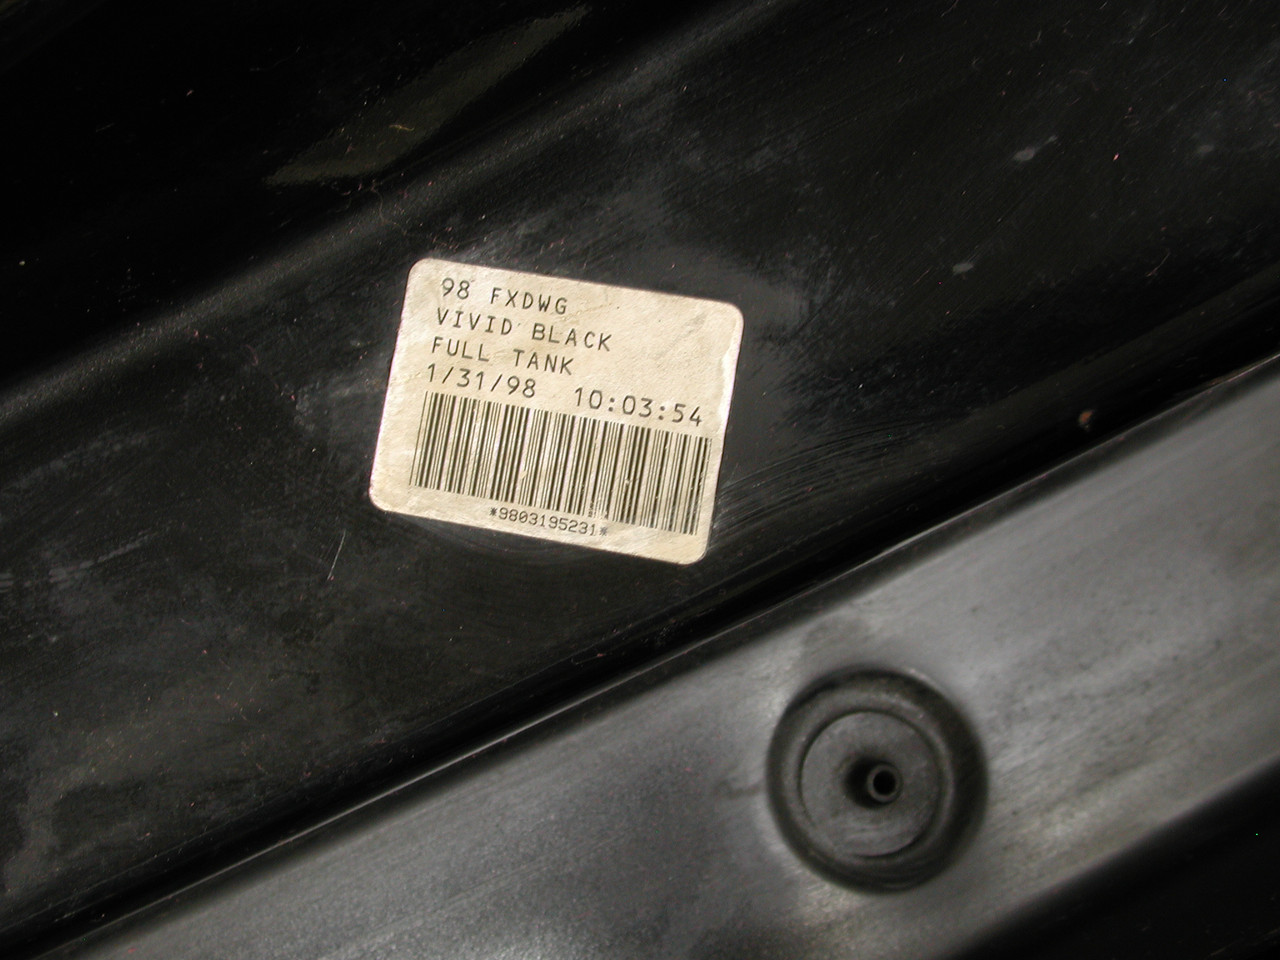 98 FXDWG
VIVID BLACK
FULL TANK
1/31/98 10:03:54
*9803195231*